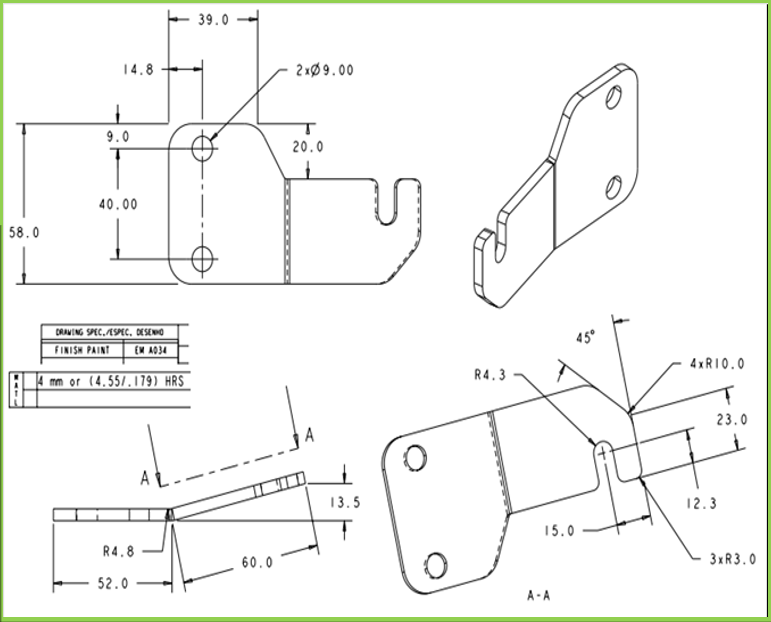 39.0
14.8
2xØ9.00
9.0
20.0
40.00
58.0
DRAWING SPEC./ESPEC. DESENHO
FINISH PAINT EM A034
MATL
4 mm or (4.55/.179) HRS
45°
R4.3
4xR10.0
23.0
12.3
15.0
3xR3.0
A-A
A
A
13.5
R4.8
60.0
52.0